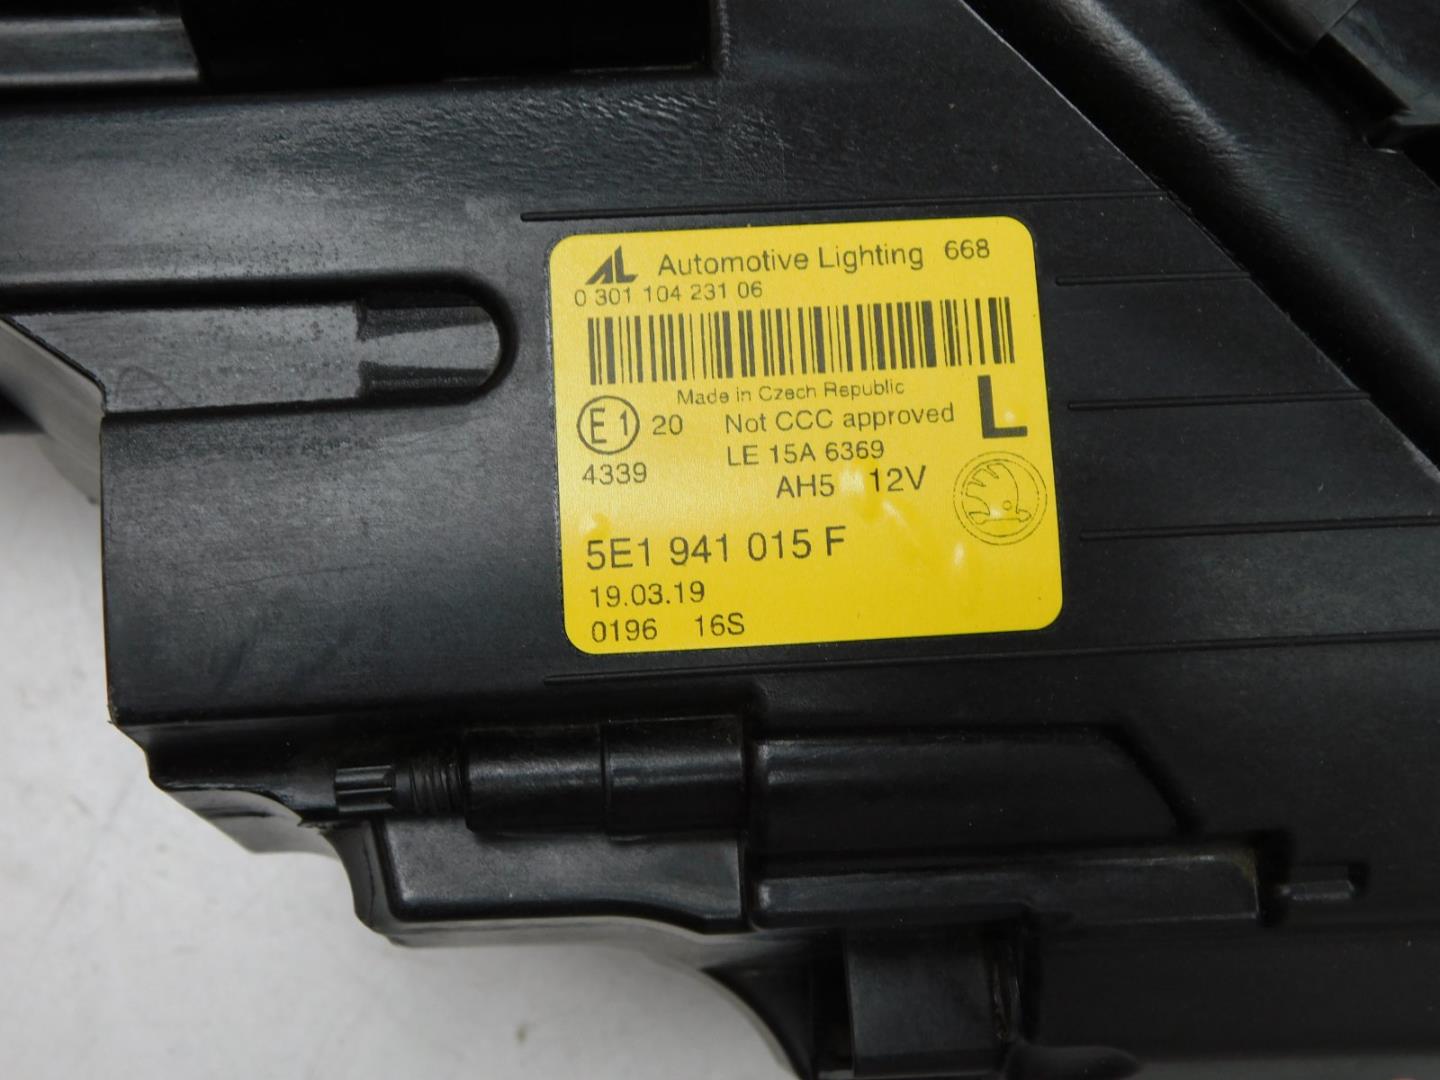 AL Automotive Lighting 668
0 301 104 231 06
Made in Czech Republic
E1 20 Not CCC approved L
4339 LE 15A 6369
AH5 12V
5E1 941 015 F
19.03.19
0196 16S